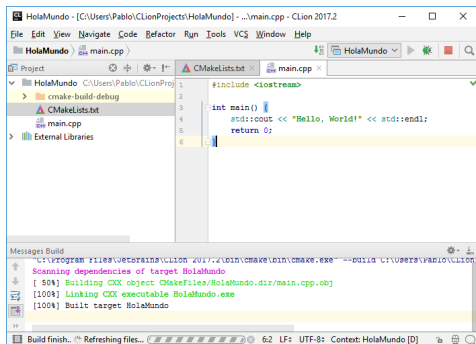 HolaMundo - [C:\Users\Pablo\CLionProjects\HolaMundo] - ...\main.cpp - CLion 2017.2
File Edit View Navigate Code Refactor Run Tools VCS Window Help
HolaMundo main.cpp HolaMundo
Project CMakeLists.txt main.cpp
HolaMundo C:\Users\Pablo\CLionProj
cmake-build-debug
CMakeLists.txt
main.cpp
External Libraries
1 #include <iostream>
2
3 int main() {
4 std::cout << "Hello, World!" << std::endl;
5 return 0;
6 }
Messages Build
"C:\Program Files\JetBrains\CLion 2017.2\bin\cmake\bin\cmake.exe" --build C:\Users\Pablo\CLion
Scanning dependencies of target HolaMundo
[ 50%] Building CXX object CMakeFiles/HolaMundo.dir/main.cpp.obj
[100%] Linking CXX executable HolaMundo.exe
[100%] Built target HolaMundo
Build finish.. Refreshing files... 6:2 LF÷ UTF-8÷ Context: HolaMundo [D]